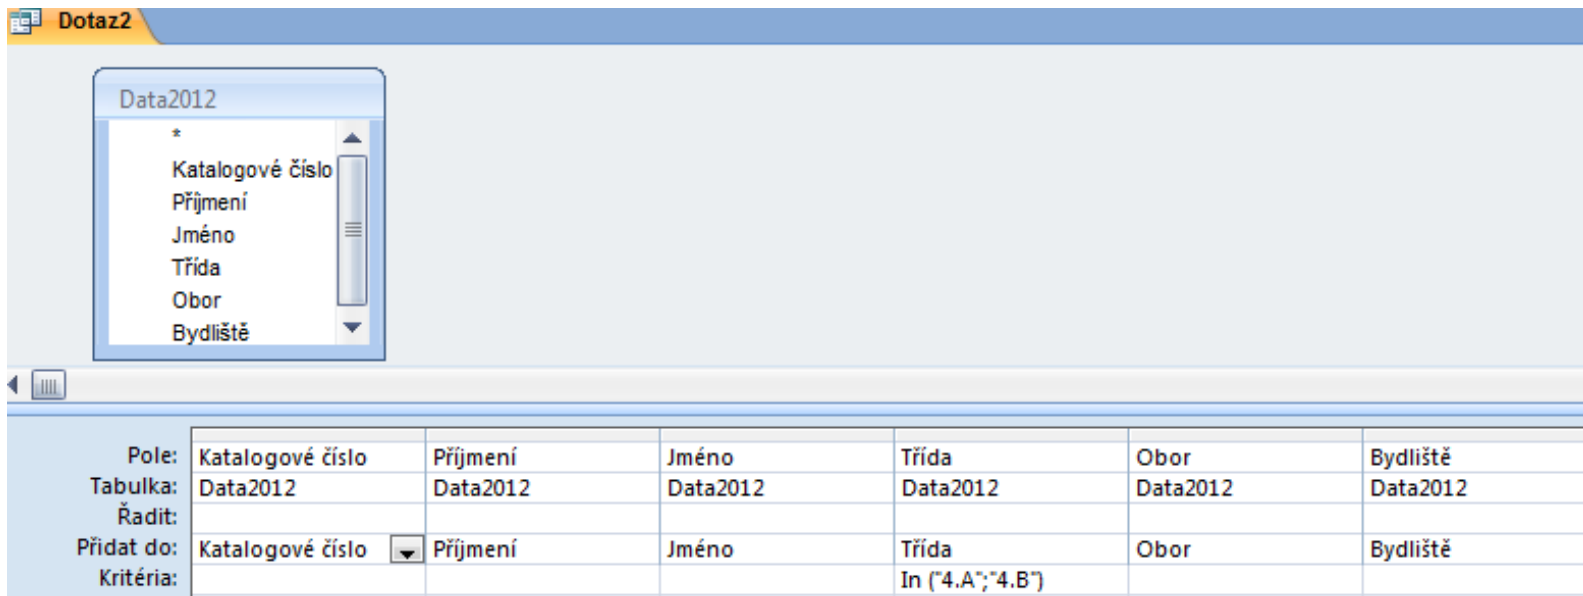 Dotaz2
Data2012
*
Katalogové číslo
Příjmení
Jméno
Třída
Obor
Bydliště
Pole: Katalogové číslo Příjmení Jméno Třída Obor Bydliště
Tabulka: Data2012 Data2012 Data2012 Data2012 Data2012 Data2012
Řadit:
Přidat do: Katalogové číslo Příjmení Jméno Třída Obor Bydliště
Kritéria: In ("4.A";"4.B")